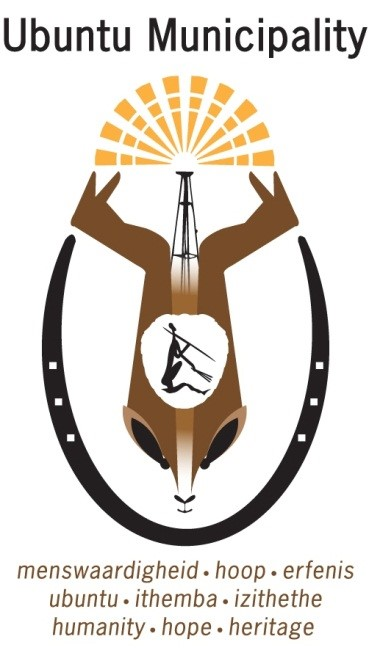 Ubuntu Municipality
menswaardigheid • hoop • erfenis
ubuntu • ithemba • izithethe
humanity • hope • heritage